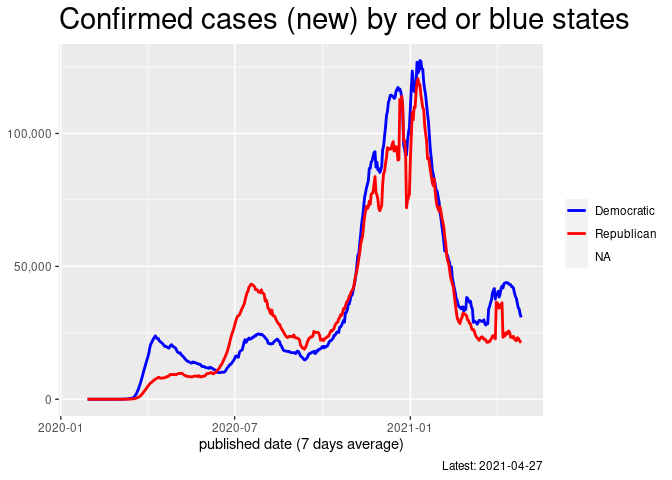 Confirmed cases (new) by red or blue states
100,000
50,000
0
2020-01
2020-07
2021-01
published date (7 days average)
Democratic
Republican
NA
Latest: 2021-04-27